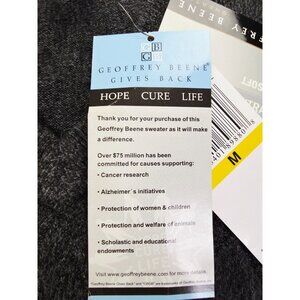 GB
GEOFFREY BEENE
GIVES BACK
HOPE CURE LIFE
Thank you for your purchase of this
Geoffrey Beene sweater as it will make
a difference.
Over $75 million has been
committed for causes supporting:
• Cancer research
• Alzheimer's initiatives
• Protection of women & children
• Protection and welfare of animals
• Scholastic and educational
endowments
Visit www.geoffreybeene.com for more details.
M